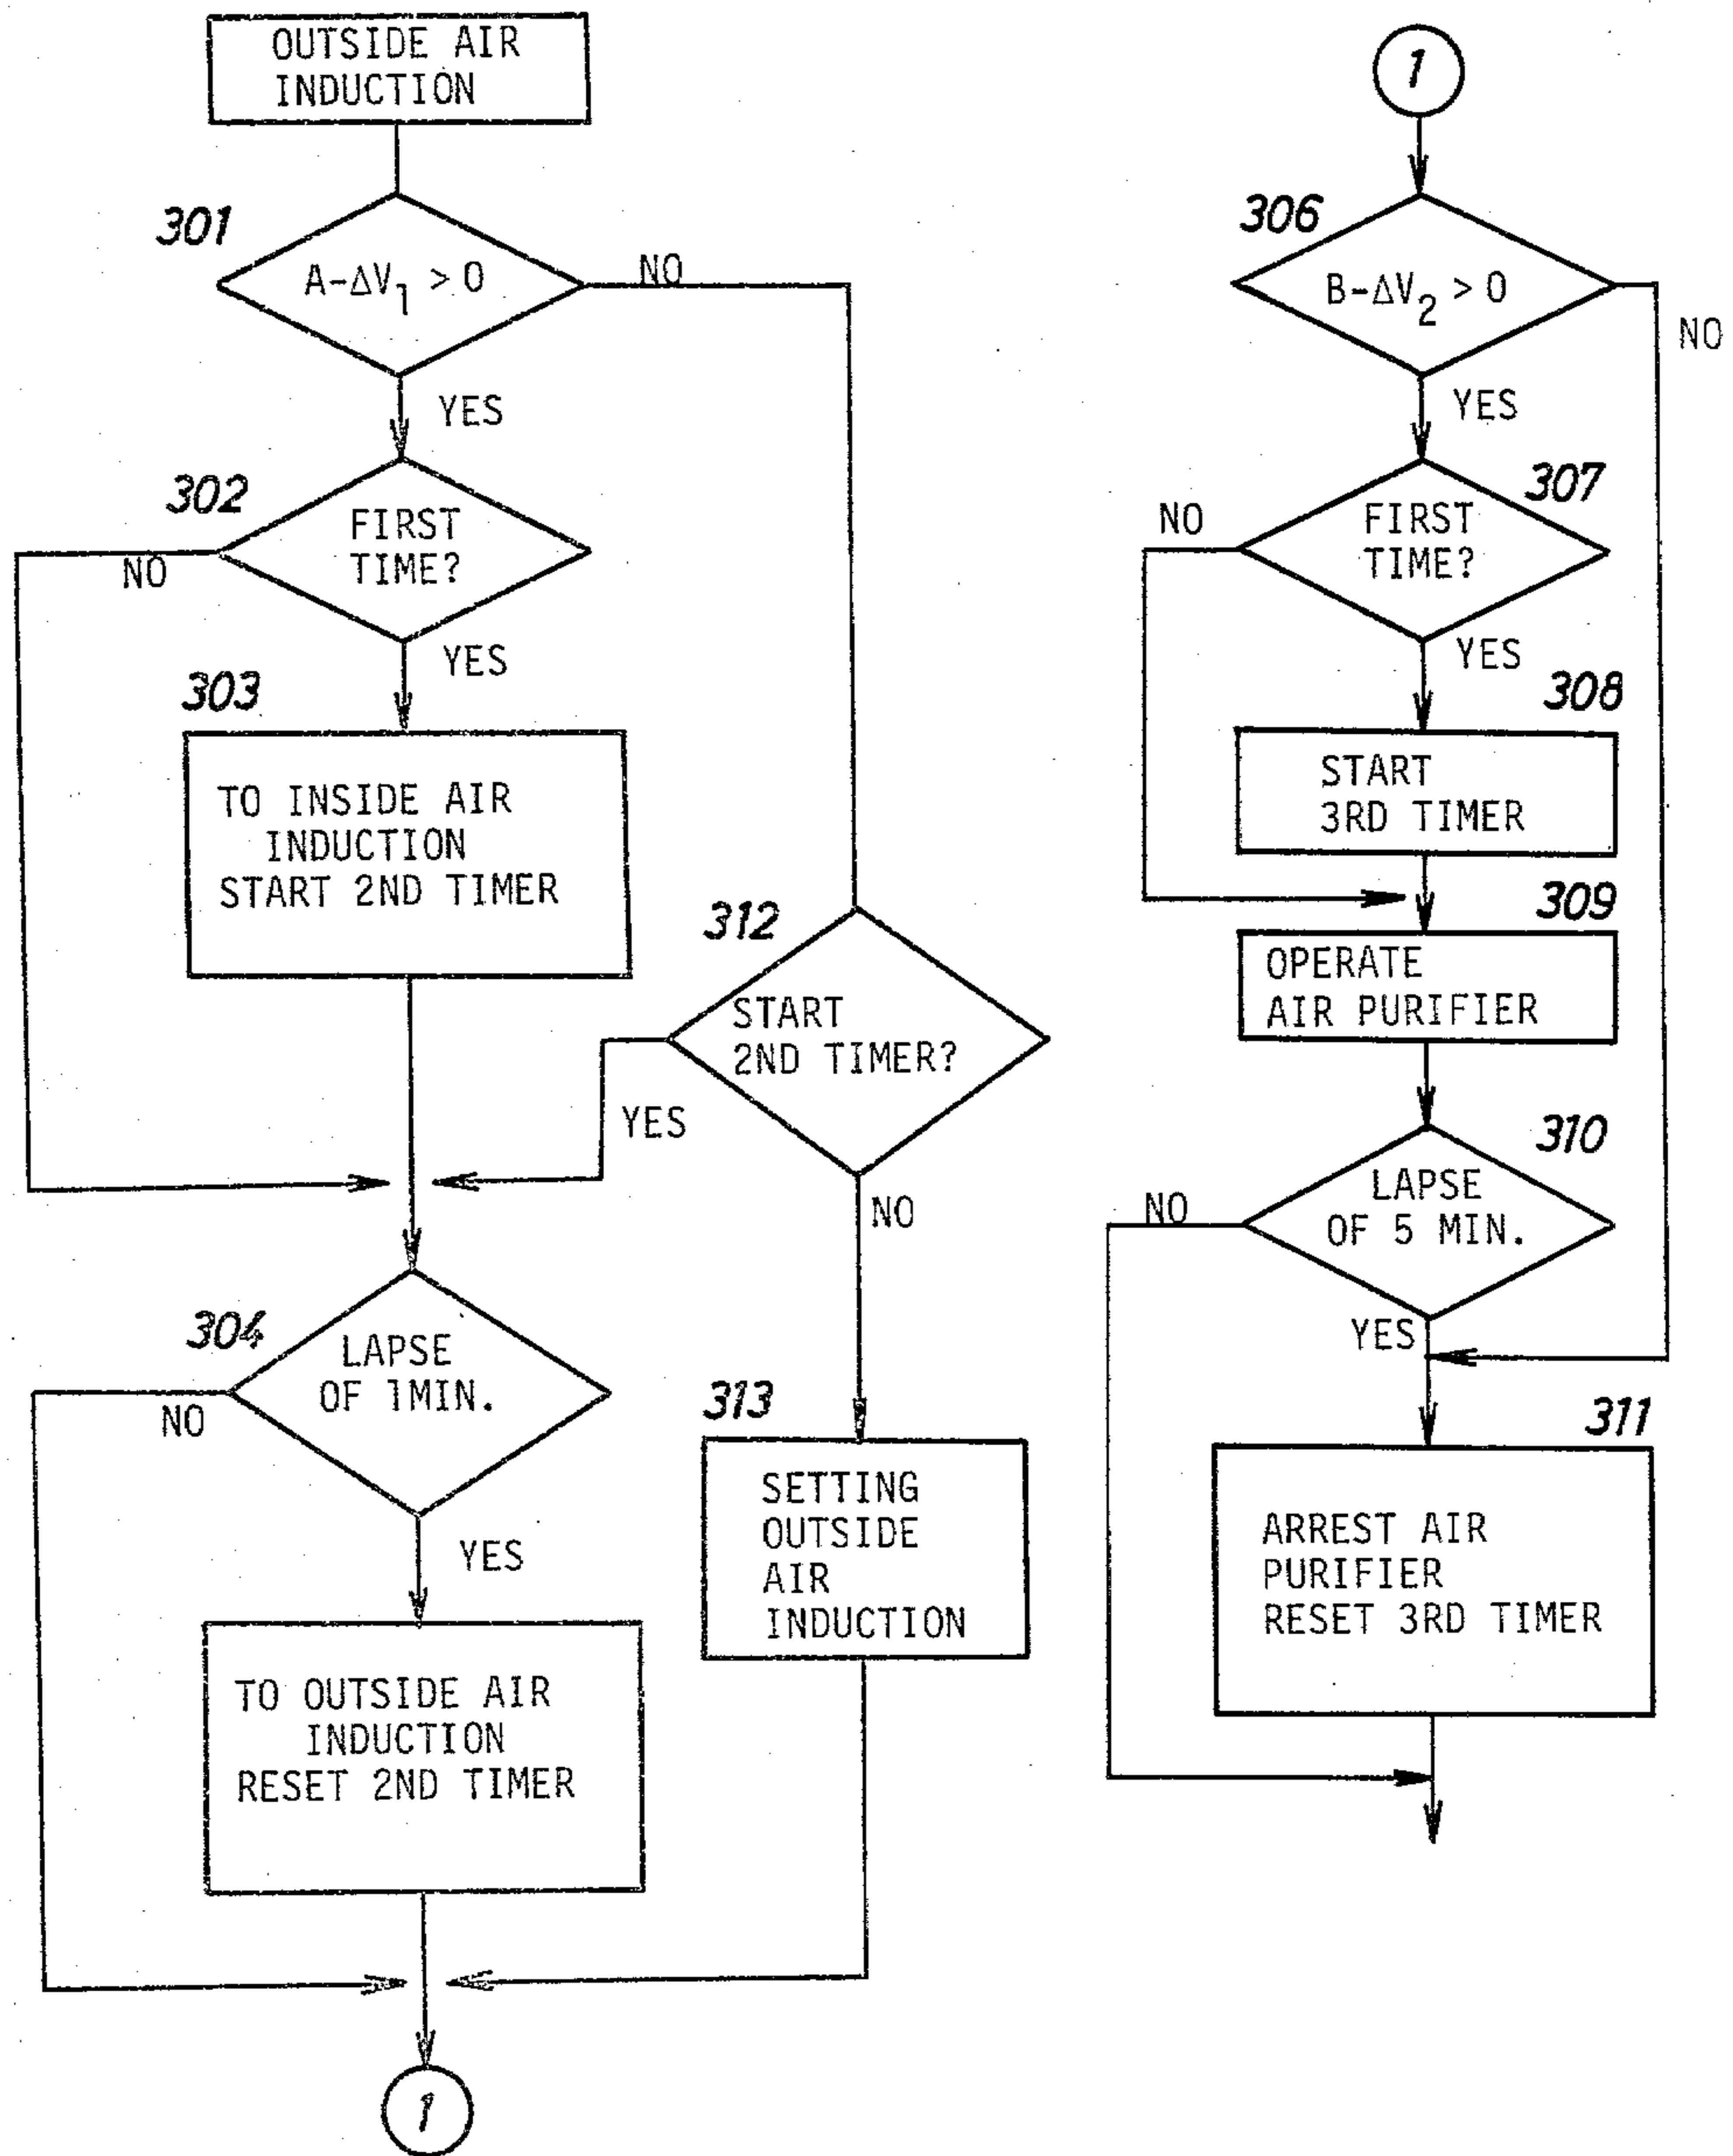 OUTSIDE AIR
INDUCTION
301
A-ΔV1 > 0
NO
YES
302
FIRST
TIME?
NO
YES
303
TO INSIDE AIR
INDUCTION
START 2ND TIMER
312
START
2ND TIMER?
YES
NO
304
LAPSE
OF 1MIN.
NO
YES
313
SETTING
OUTSIDE
AIR
INDUCTION
TO OUTSIDE AIR
INDUCTION
RESET 2ND TIMER
1
1
306
B-ΔV2 > 0
NO
YES
307
FIRST
TIME?
NO
YES
308
START
3RD TIMER
309
OPERATE
AIR PURIFIER
310
LAPSE
OF 5 MIN.
NO
YES
311
ARREST AIR
PURIFIER
RESET 3RD TIMER